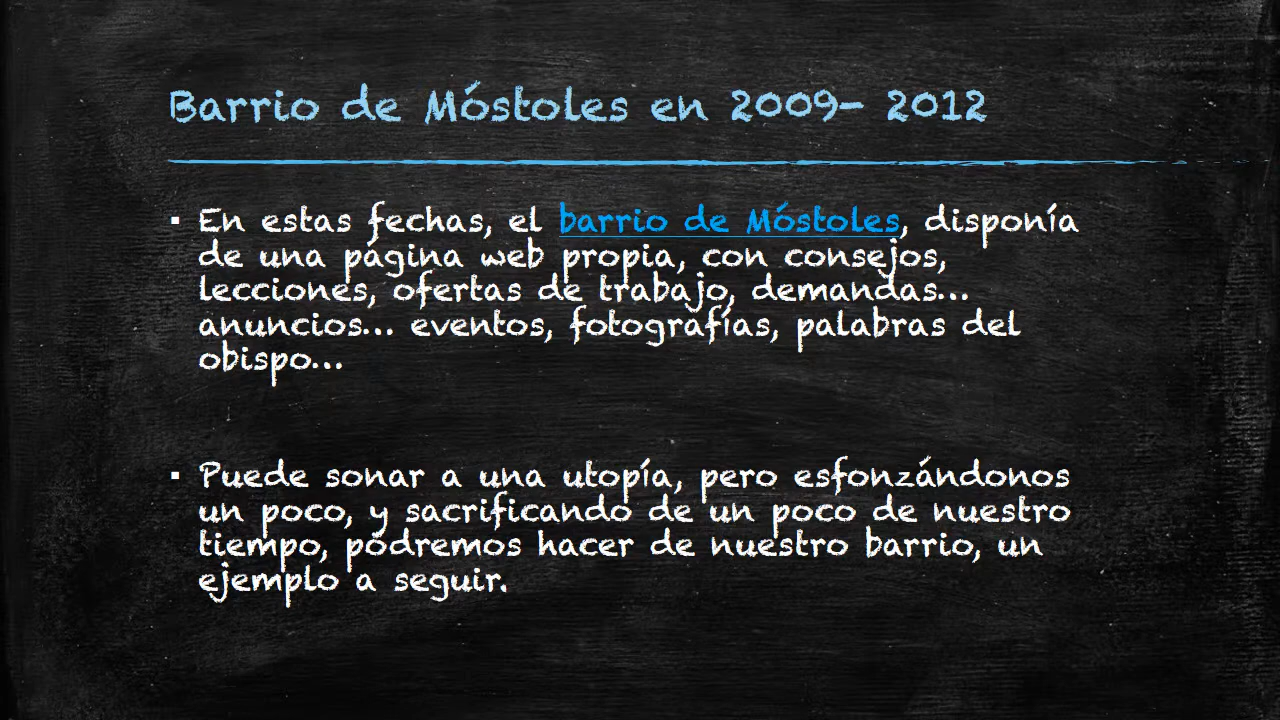 Barrio de Móstoles en 2009- 2012
▪ En estas fechas, el barrio de Móstoles, disponía
de una página web propia, con consejos,
lecciones, ofertas de trabajo, demandas...
anuncios... eventos, fotografías, palabras del
obispo...
▪ Puede sonar a una utopía, pero esfonzándonos
un poco, y sacrificando de un poco de nuestro
tiempo, podremos hacer de nuestro barrio, un
ejemplo a seguir.